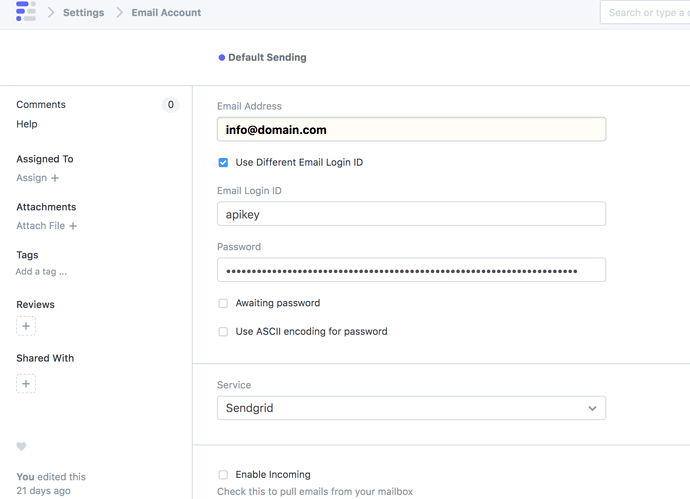 Settings
Email Account
Search or type a c
Default Sending
Comments
0
Help
Assigned To
Assign +
Attachments
Attach File +
Tags
Add a tag ...
Reviews
+
Shared With
+
You edited this
21 days ago
Email Address
info@domain.com
Use Different Email Login ID
Email Login ID
apikey
Password
Awaiting password
Use ASCII encoding for password
Service
Sendgrid
Enable Incoming
Check this to pull emails from your mailbox